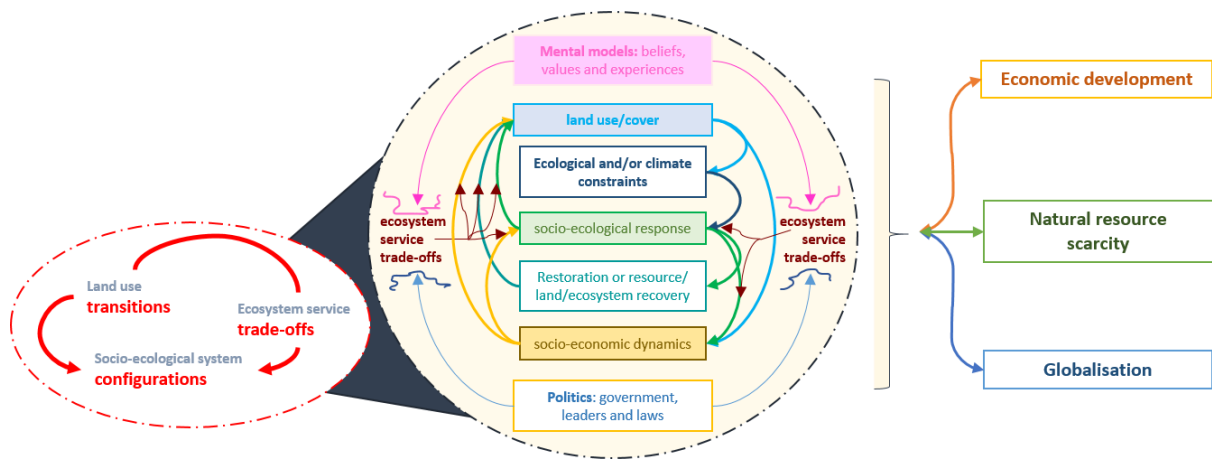 Land use
transitions
Ecosystem service
trade-offs
Socio-ecological system
configurations
Mental models: beliefs,
values and experiences
land use/cover
Ecological and/or climate
constraints
ecosystem
service
trade-offs
socio-ecological response
ecosystem
service
trade-offs
Restoration or resource/
land/ecosystem recovery
socio-economic dynamics
Politics: government,
leaders and laws
Economic development
Natural resource
scarcity
Globalisation